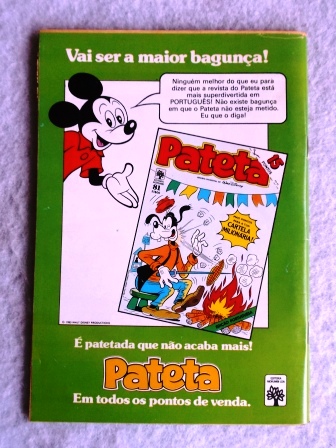 Vai ser a maior bagunça!
Ninguém melhor do que eu para
dizer que a revista do Pateta está
mais superdivertida em
PORTUGUÊS! Não existe bagunça
em que o Pateta não esteja metido.
Eu que o diga!
Pateta
81
CARTELA
MILIONÁRIA!
É patetada que não acaba mais!
Pateta
Em todos os pontos de venda.